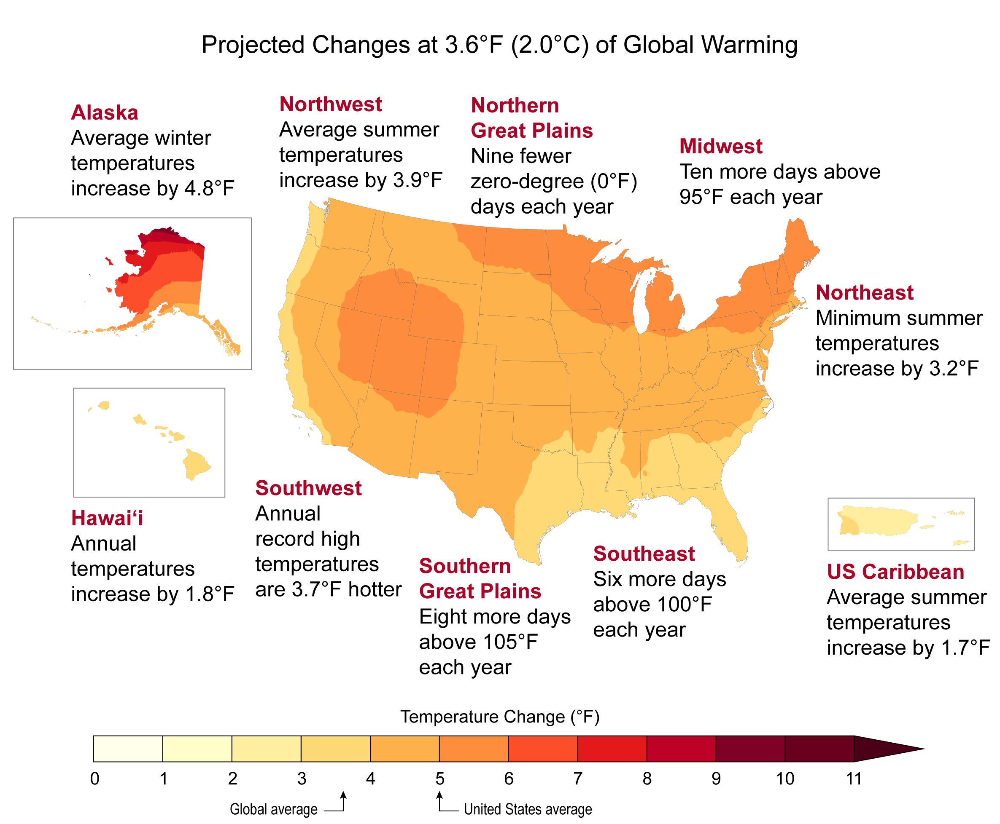 Projected Changes at 3.6°F (2.0°C) of Global Warming
Alaska
Average winter
temperatures
increase by 4.8°F
Northwest
Average summer
temperatures
increase by 3.9°F
Northern
Great Plains
Nine fewer
zero-degree (0°F)
days each year
Midwest
Ten more days above
95°F each year
Northeast
Minimum summer
temperatures
increase by 3.2°F
Hawai‘i
Annual
temperatures
increase by 1.8°F
Southwest
Annual
record high
temperatures
are 3.7°F hotter
Southern
Great Plains
Eight more days
above 105°F
each year
Southeast
Six more days
above 100°F
each year
US Caribbean
Average summer
temperatures
increase by 1.7°F
Temperature Change (°F)
0 1 2 3 4 5 6 7 8 9 10 11
Global average United States average